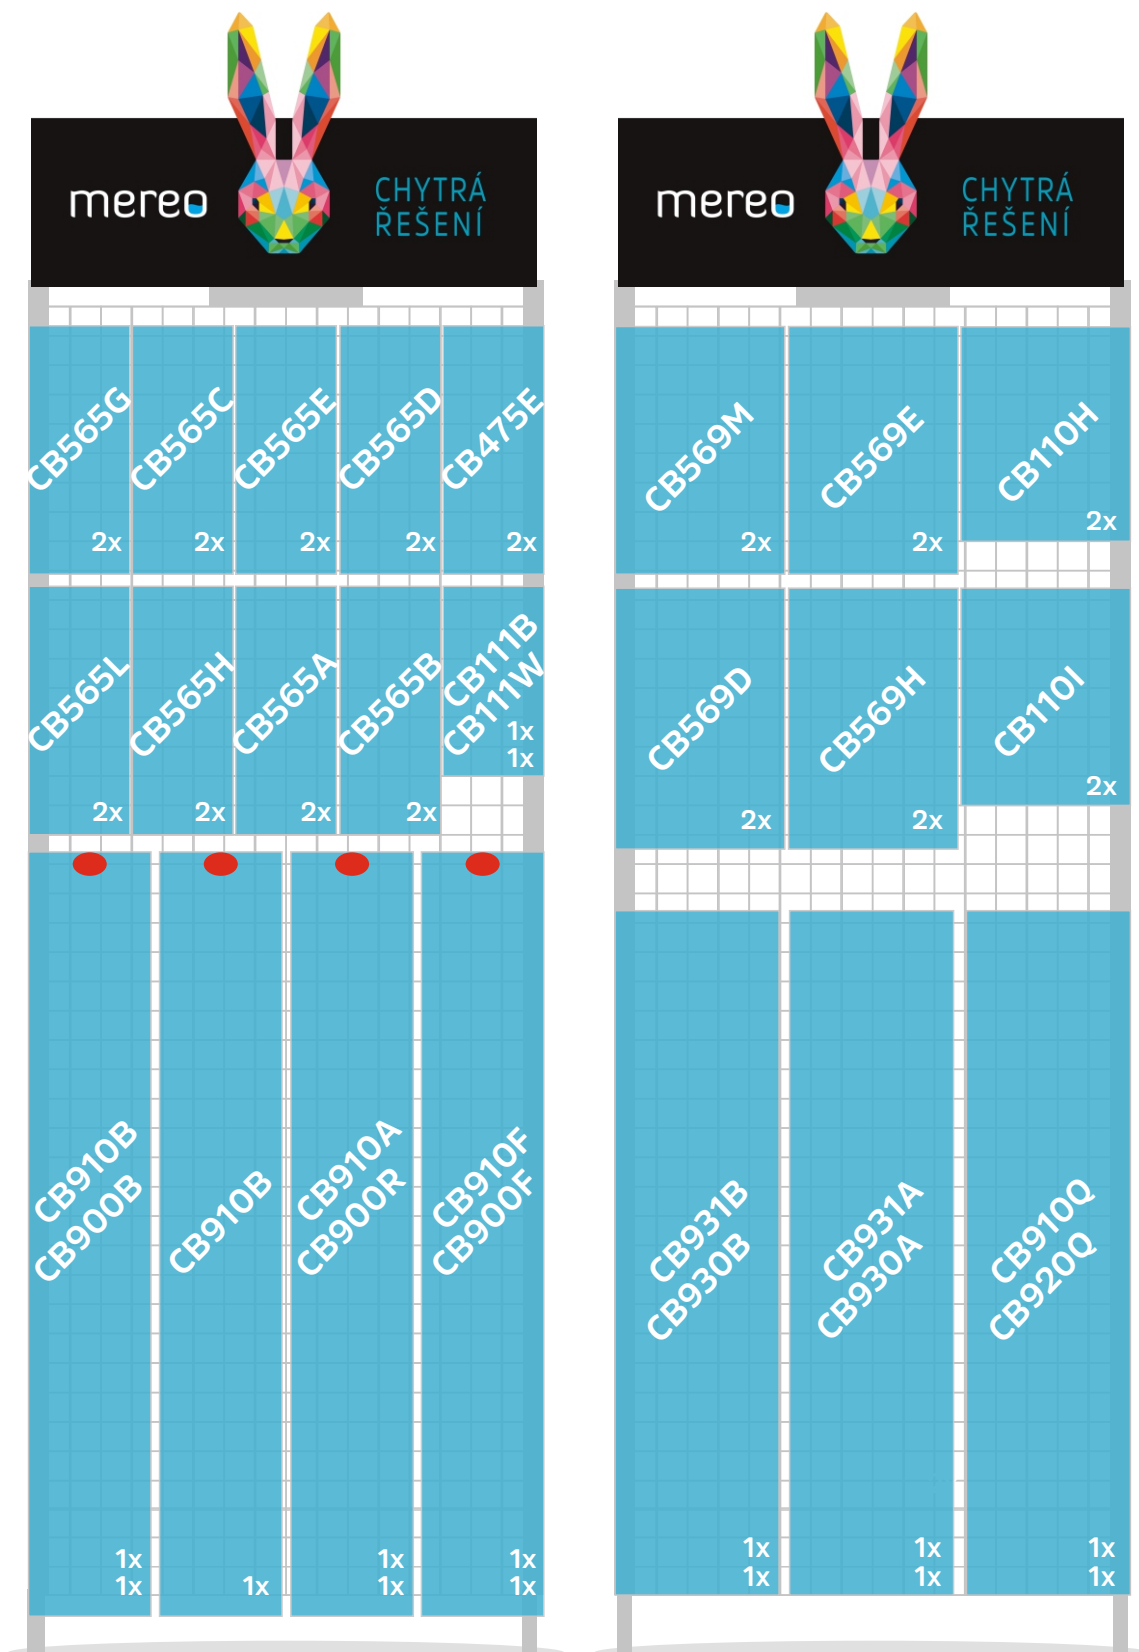 mereo
CHYTRÁ
ŘEŠENÍ
CB565G
2x
CB565C
2x
CB565E
2x
CB565D
2x
CB475E
2x
CB565L
2x
CB565H
2x
CB565A
2x
CB565B
2x
CB111B
CB111W
1x
1x
CB910B
CB900B
1x
1x
CB910B
1x
CB910A
CB900R
1x
1x
CB910F
CB900F
1x
1x
mereo
CHYTRÁ
ŘEŠENÍ
CB569M
2x
CB569E
2x
CB110H
2x
CB569D
2x
CB569H
2x
CB110I
2x
CB931B
CB930B
1x
1x
CB931A
CB930A
1x
1x
CB910Q
CB920Q
1x
1x